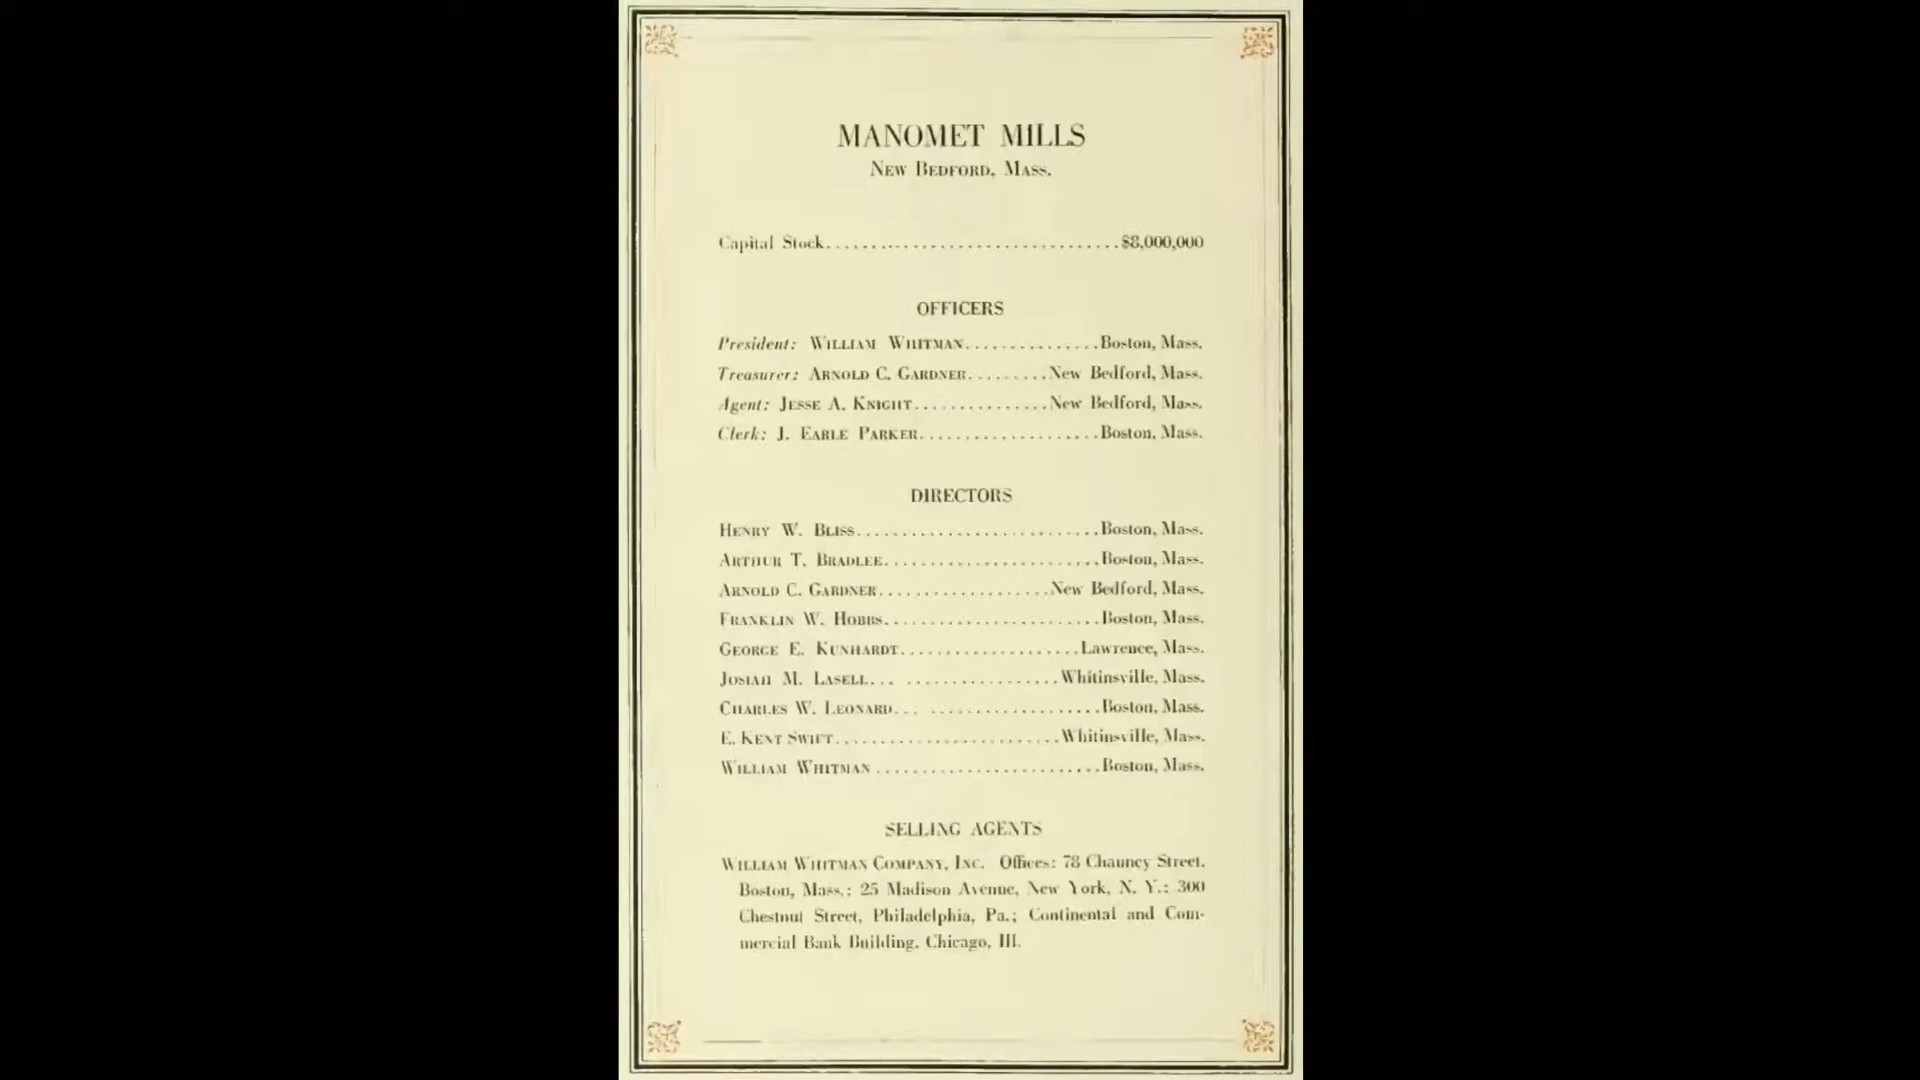 MANOMET MILLS
NEW BEDFORD, MASS.
Capital Stock................................$8,000,000
OFFICERS
President: WILLIAM WHITMAN...............Boston, Mass.
Treasurer: ARNOLD C. GARDNER.........New Bedford, Mass.
Agent: JESSE A. KNIGHT...............New Bedford, Mass.
Clerk: J. EARLE PARKER....................Boston, Mass.
DIRECTORS
HENRY W. BLISS...........................Boston, Mass.
ARTHUR T. BRADLEE........................Boston, Mass.
ARNOLD C. GARDNER...................New Bedford, Mass.
FRANKLIN W. HOBBS........................Boston, Mass.
GEORGE E. KUNHARDT....................Lawrence, Mass.
JOSIAH M. LASELL... .................Whitinsville, Mass.
CHARLES W. LEONARD... ...................Boston, Mass.
E. KENT SWIFT.........................Whitinsville, Mass.
WILLIAM WHITMAN .........................Boston, Mass.
SELLING AGENTS
WILLIAM WHITMAN COMPANY, INC. Offices: 78 Chauncy Street,
Boston, Mass.; 25 Madison Avenue, New York, N. Y.; 300
Chestnut Street, Philadelphia, Pa.; Continental and Com-
mercial Bank Building, Chicago, Ill.